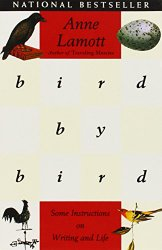 NATIONAL BESTSELLER
Anne
Lamott
Author of Traveling Mercies
b i r d
b y
b i r d
Some Instructions
on
Writing and Life